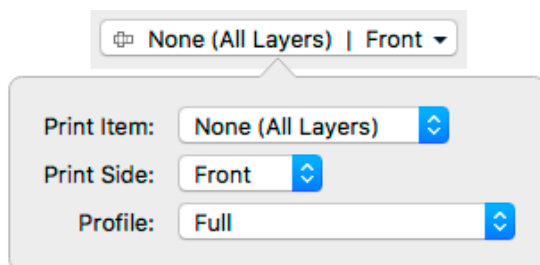 None (All Layers) | Front
Print Item: None (All Layers)
Print Side: Front
Profile: Full